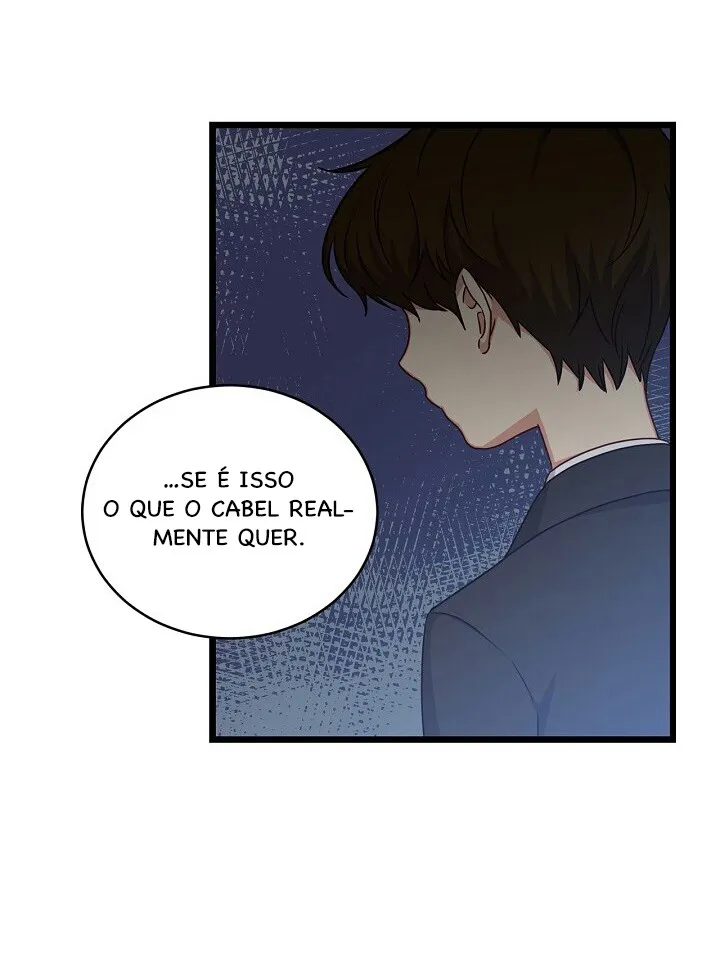 ...SE É ISSO
O QUE O CABEL REAL-
MENTE QUER.